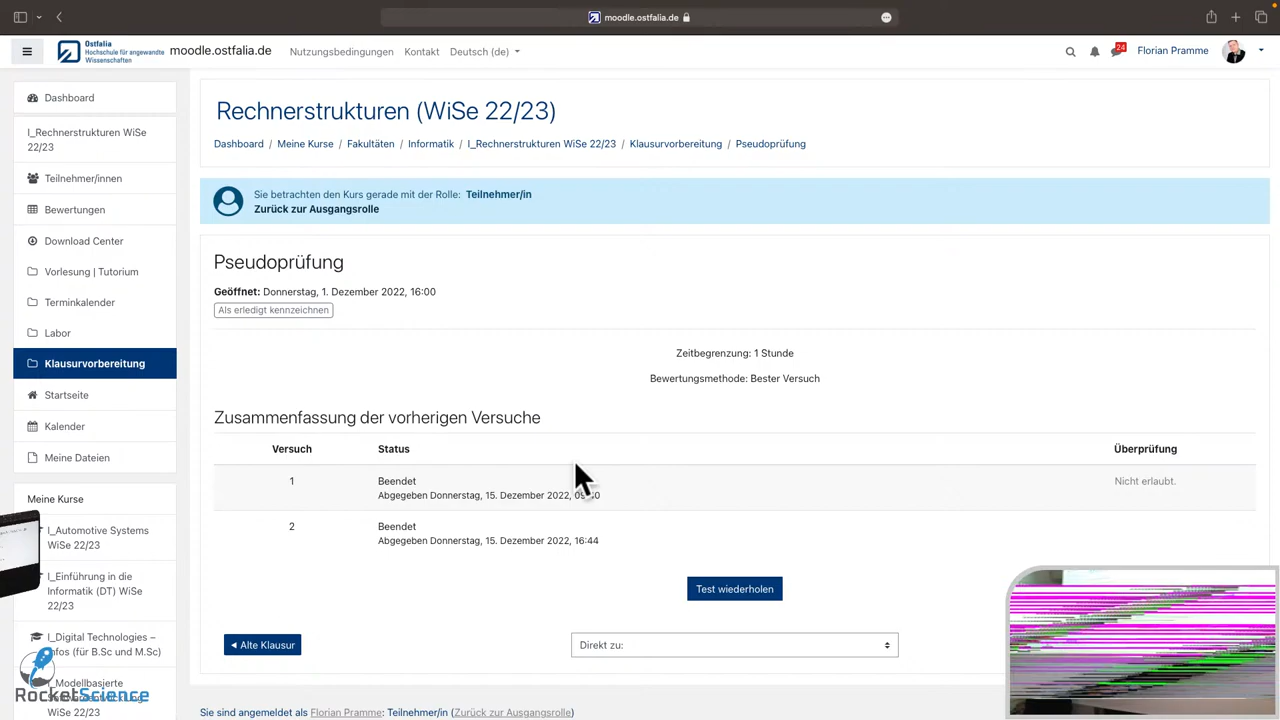 moodle.ostfalia.de
Ostfalia
Hochschule für angewandte
Wissenschaften
moodle.ostfalia.de
Nutzungsbedingungen
Kontakt
Deutsch (de)
24
Florian Pramme
Dashboard
I_Rechnerstrukturen WiSe
22/23
Teilnehmer/innen
Bewertungen
Download Center
Vorlesung | Tutorium
Terminkalender
Labor
Klausurvorbereitung
Startseite
Kalender
Meine Dateien
Meine Kurse
I_Automotive Systems
WiSe 22/23
I_Einführung in die
Informatik (DT) WiSe
22/23
I_Digital Technologies –
Infos (für B.Sc und M.Sc)
Modellbasierte
WiSe 22/23
RocketScience
Rechnerstrukturen (WiSe 22/23)
Dashboard / Meine Kurse / Fakultäten / Informatik / I_Rechnerstrukturen WiSe 22/23 / Klausurvorbereitung / Pseudoprüfung
Sie betrachten den Kurs gerade mit der Rolle: Teilnehmer/in
Zurück zur Ausgangsrolle
Pseudoprüfung
Geöffnet: Donnerstag, 1. Dezember 2022, 16:00
Als erledigt kennzeichnen
Zeitbegrenzung: 1 Stunde
Bewertungsmethode: Bester Versuch
Zusammenfassung der vorherigen Versuche
Versuch Status Überprüfung
1 Beendet Nicht erlaubt.
Abgegeben Donnerstag, 15. Dezember 2022,
2 Beendet
Abgegeben Donnerstag, 15. Dezember 2022, 16:44
Test wiederholen
◄ Alte Klausur
Direkt zu:
Sie sind angemeldet als Florian Pramme: Teilnehmer/in (Zurück zur Ausgangsrolle)